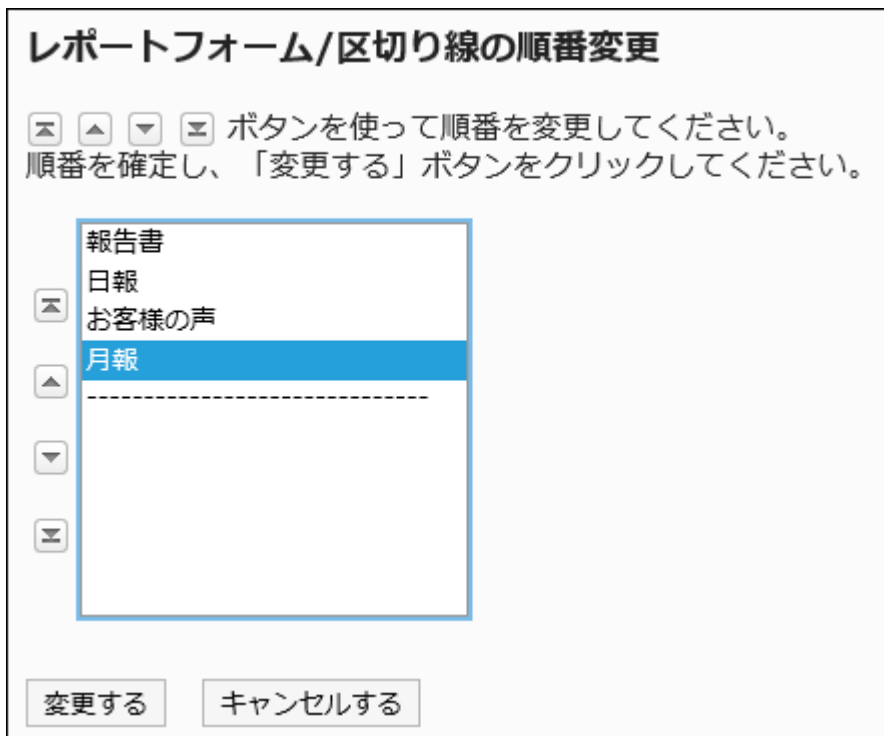 レポートフォーム/区切り線の順番変更
ボタンを使って順番を変更してください。
順番を確定し、「変更する」ボタンをクリックしてください。
報告書
日報
お客様の声
月報
------------------------------
変更する
キャンセルする